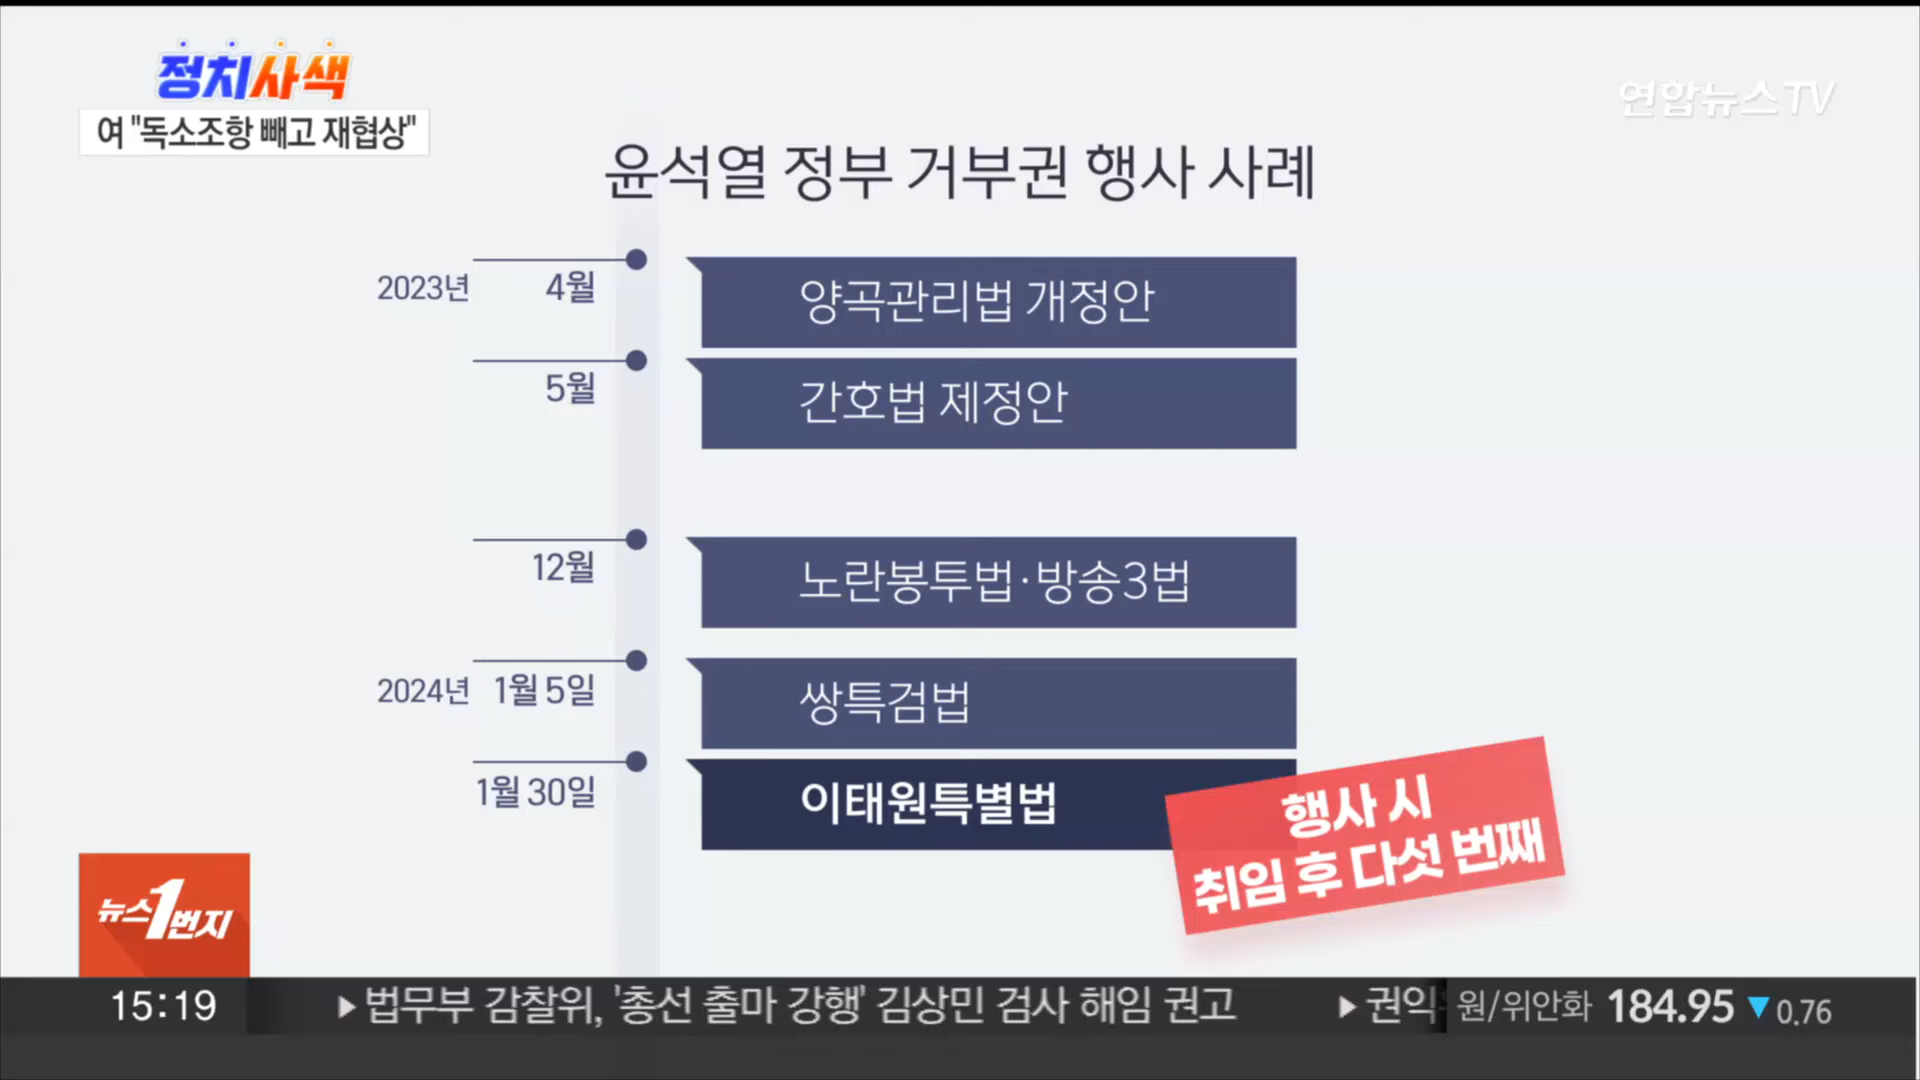 정치사색
여 "독소조항 빼고 재협상"
연합뉴스TV
윤석열 정부 거부권 행사 사례
2023년 4월 양곡관리법 개정안
5월 간호법 제정안
12월 노란봉투법·방송3법
2024년 1월 5일 쌍특검법
1월 30일 이태원특별법
행사 시
취임 후 다섯 번째
뉴스1번지
15:19 ▶법무부 감찰위, '총선 출마 강행' 김상민 검사 해임 권고 ▶권익 원/위안화 184.95 ▼0.76